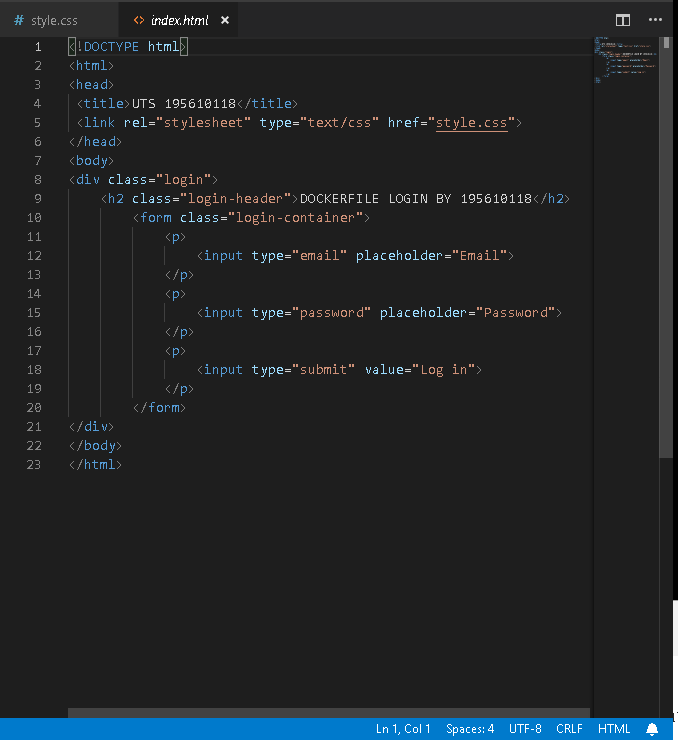 # style.css <> index.html ×
1 <!DOCTYPE html>
2 <html>
3 <head>
4 <title>UTS 195610118</title>
5 <link rel="stylesheet" type="text/css" href="style.css">
6 </head>
7 <body>
8 <div class="login">
9 <h2 class="login-header">DOCKERFILE LOGIN BY 195610118</h2>
10 <form class="login-container">
11 <p>
12 <input type="email" placeholder="Email">
13 </p>
14 <p>
15 <input type="password" placeholder="Password">
16 </p>
17 <p>
18 <input type="submit" value="Log in">
19 </p>
20 </form>
21 </div>
22 </body>
23 </html>
Ln 1, Col 1 Spaces: 4 UTF-8 CRLF HTML